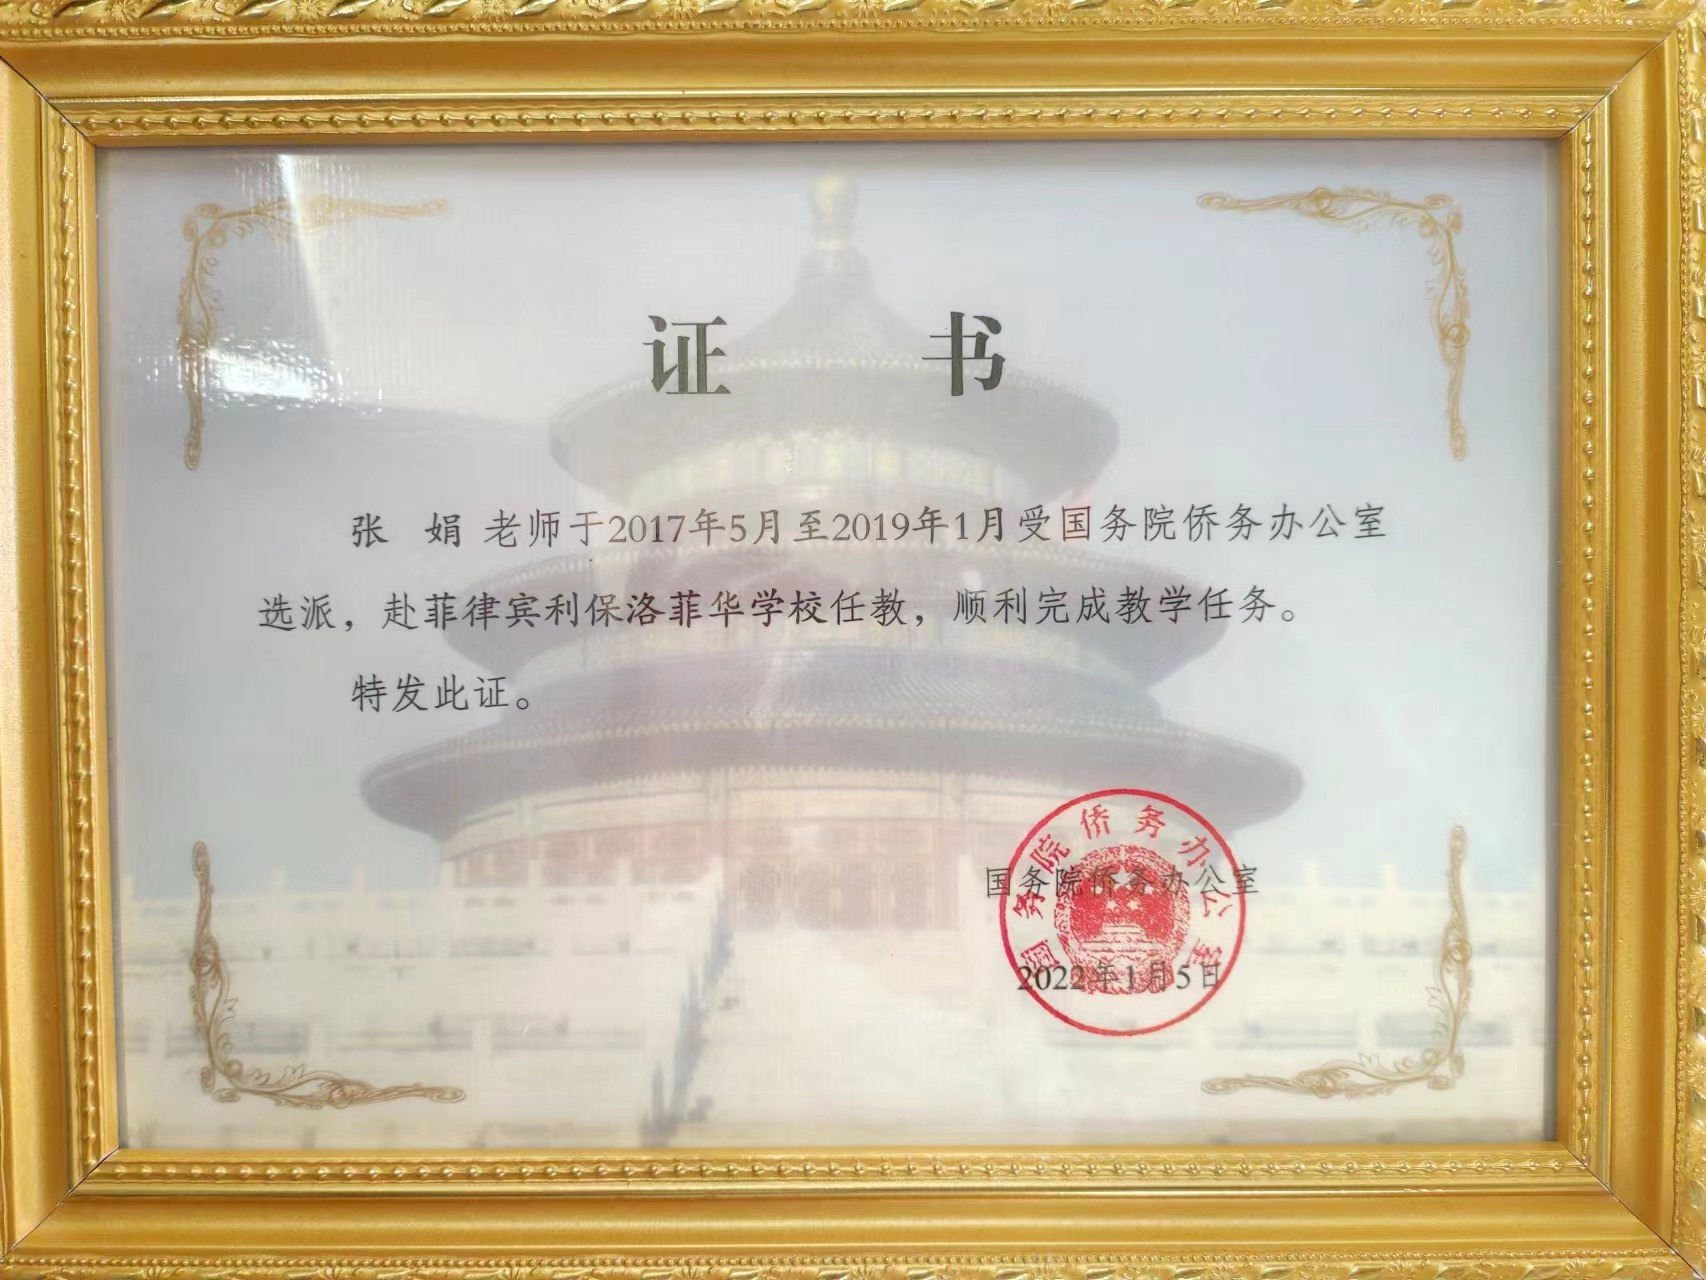 证 书
张 娟 老师于2017年5月至2019年1月受国务院侨务办公室
选派，赴菲律宾利保洛菲华学校任教，顺利完成教学任务。
特发此证。
国务院侨务办公室
国务院侨务办公室
2022年1月5日